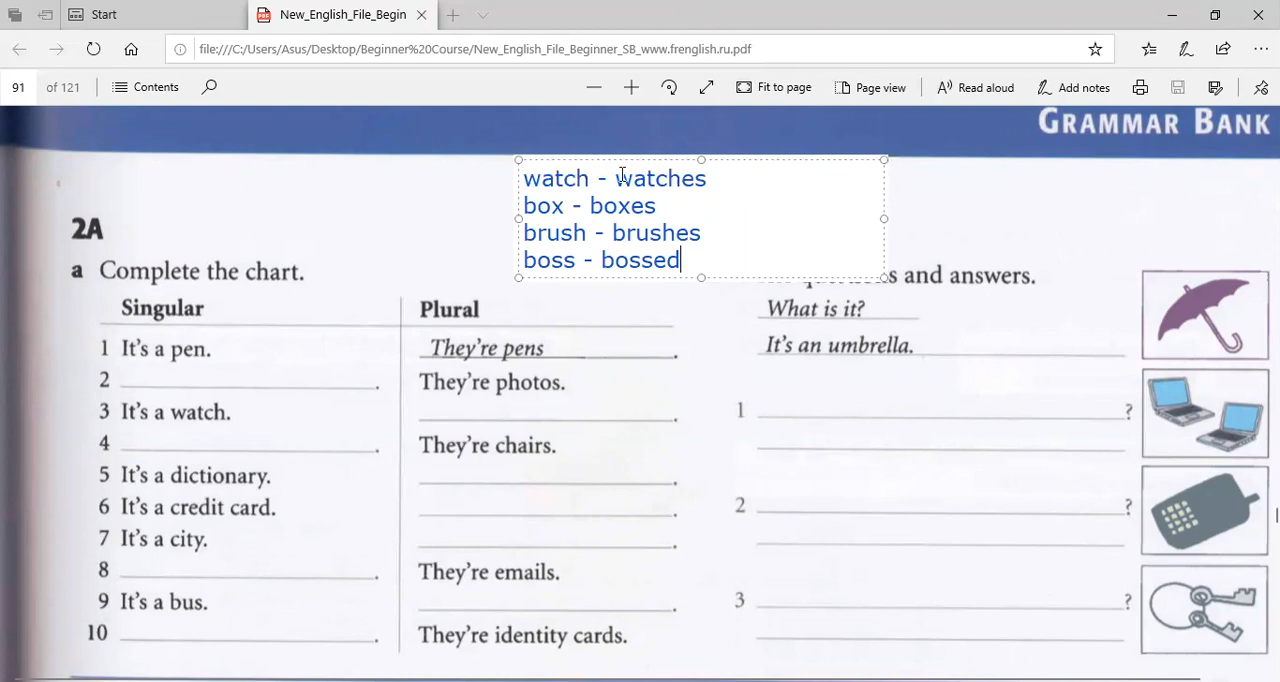 Start
New_English_File_Begin
file:///C:/Users/Asus/Desktop/Beginner%20Course/New_English_File_Beginner_SB_www.frenglish.ru.pdf
91 of 121
Contents
Fit to page
Page view
Read aloud
Add notes
GRAMMAR BANK
watch - watches
box - boxes
brush - brushes
boss - bossed
2A
a Complete the chart.
Singular Plural
1 It's a pen. They're pens.
2 . They're photos.
3 It's a watch. .
4 . They're chairs.
5 It's a dictionary. .
6 It's a credit card. .
7 It's a city. .
8 . They're emails.
9 It's a bus. .
10 . They're identity cards.
and answers.
What is it?
It's an umbrella.
1 ?
2 ?
3 ?